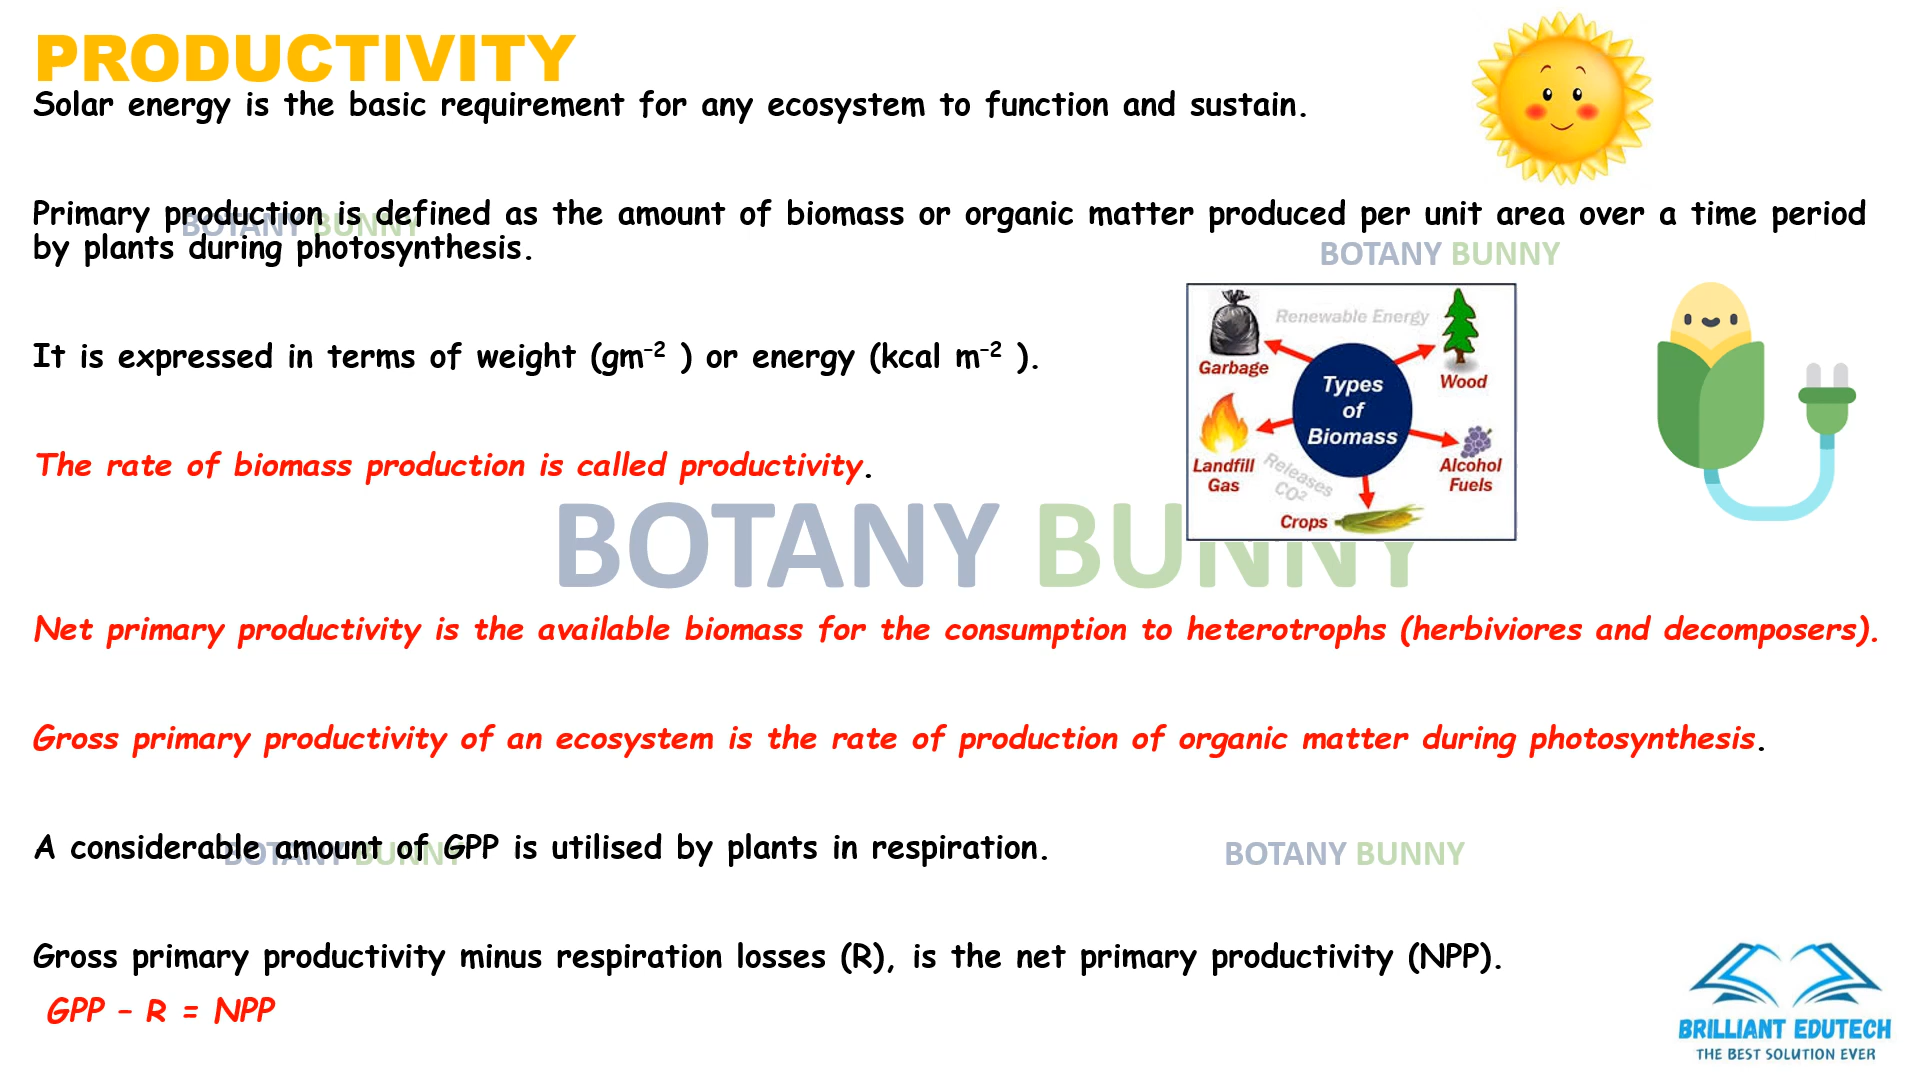 PRODUCTIVITY
Solar energy is the basic requirement for any ecosystem to function and sustain.
Primary production is defined as the amount of biomass or organic matter produced per unit area over a time period
by plants during photosynthesis.
BOTANY BUNNY
BOTANY BUNNY
It is expressed in terms of weight (gm⁻² ) or energy (kcal m⁻² ).
The rate of biomass production is called productivity.
Renewable Energy
Garbage
Wood
Types
of
Biomass
Landfill
Gas
Alcohol
Fuels
Releases
CO²
Crops
BOTANY BUNNY
Net primary productivity is the available biomass for the consumption to heterotrophs (herbiviores and decomposers).
Gross primary productivity of an ecosystem is the rate of production of organic matter during photosynthesis.
A considerable amount of GPP is utilised by plants in respiration.
BOTANY BUNNY
BOTANY BUNNY
Gross primary productivity minus respiration losses (R), is the net primary productivity (NPP).
GPP – R = NPP
BRILLIANT EDUTECH
THE BEST SOLUTION EVER